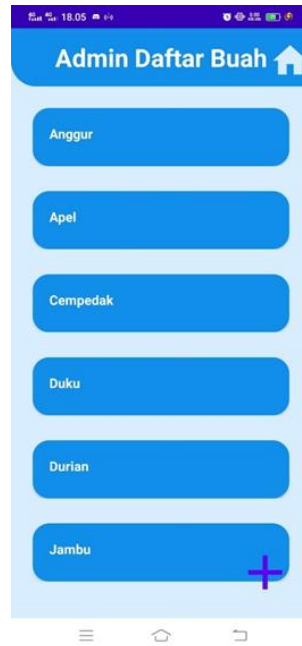 18.05
Admin Daftar Buah
Anggur
Apel
Cempedak
Duku
Durian
Jambu